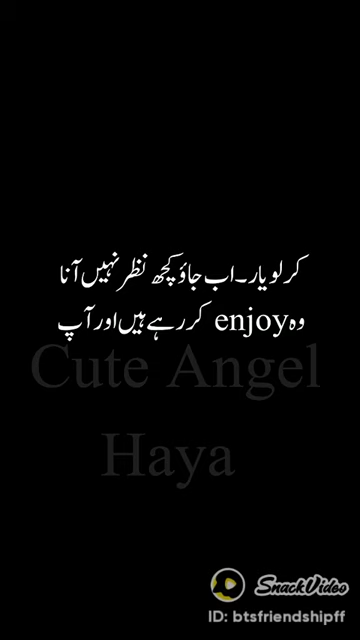 کر لو یار۔ اب جاؤ کچھ نظر نہیں آنا
وہ enjoy کر رہے ہیں اور آپ
Cute Angel
Haya
SnackVideo
ID: btsfriendshipff